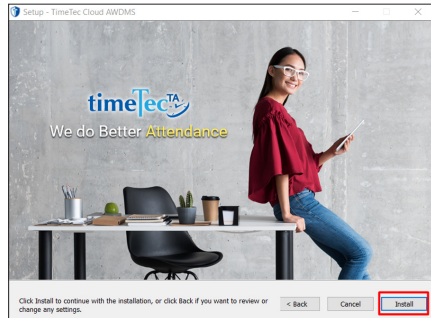 Setup - TimeTec Cloud AWDMS
timeTec TA
We do Better Attendance
Click Install to continue with the installation, or click Back if you want to review or
change any settings.
< Back
Cancel
Install